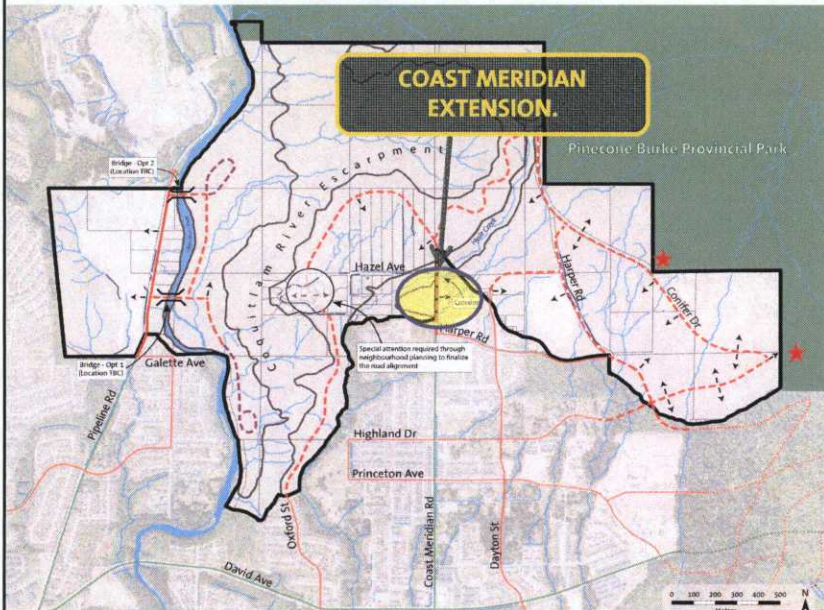 COAST MERIDIAN
EXTENSION.
Pinecone Burke Provincial Park
Bridge - Opt 2
(Location TBC)
Coquitlam River Escarpment
Hazel Ave
Harper Rd
Conifer Dr
Harper Rd
Special attention required through
neighbourhood planning to finalize
the road alignment
Bridge - Opt 1
(Location TBC)
Galette Ave
Pipeline Rd
Highland Dr
Princeton Ave
Oxford St
Coast Meridian Rd
Dayton St
David Ave
0 100 200 300 400 500
N